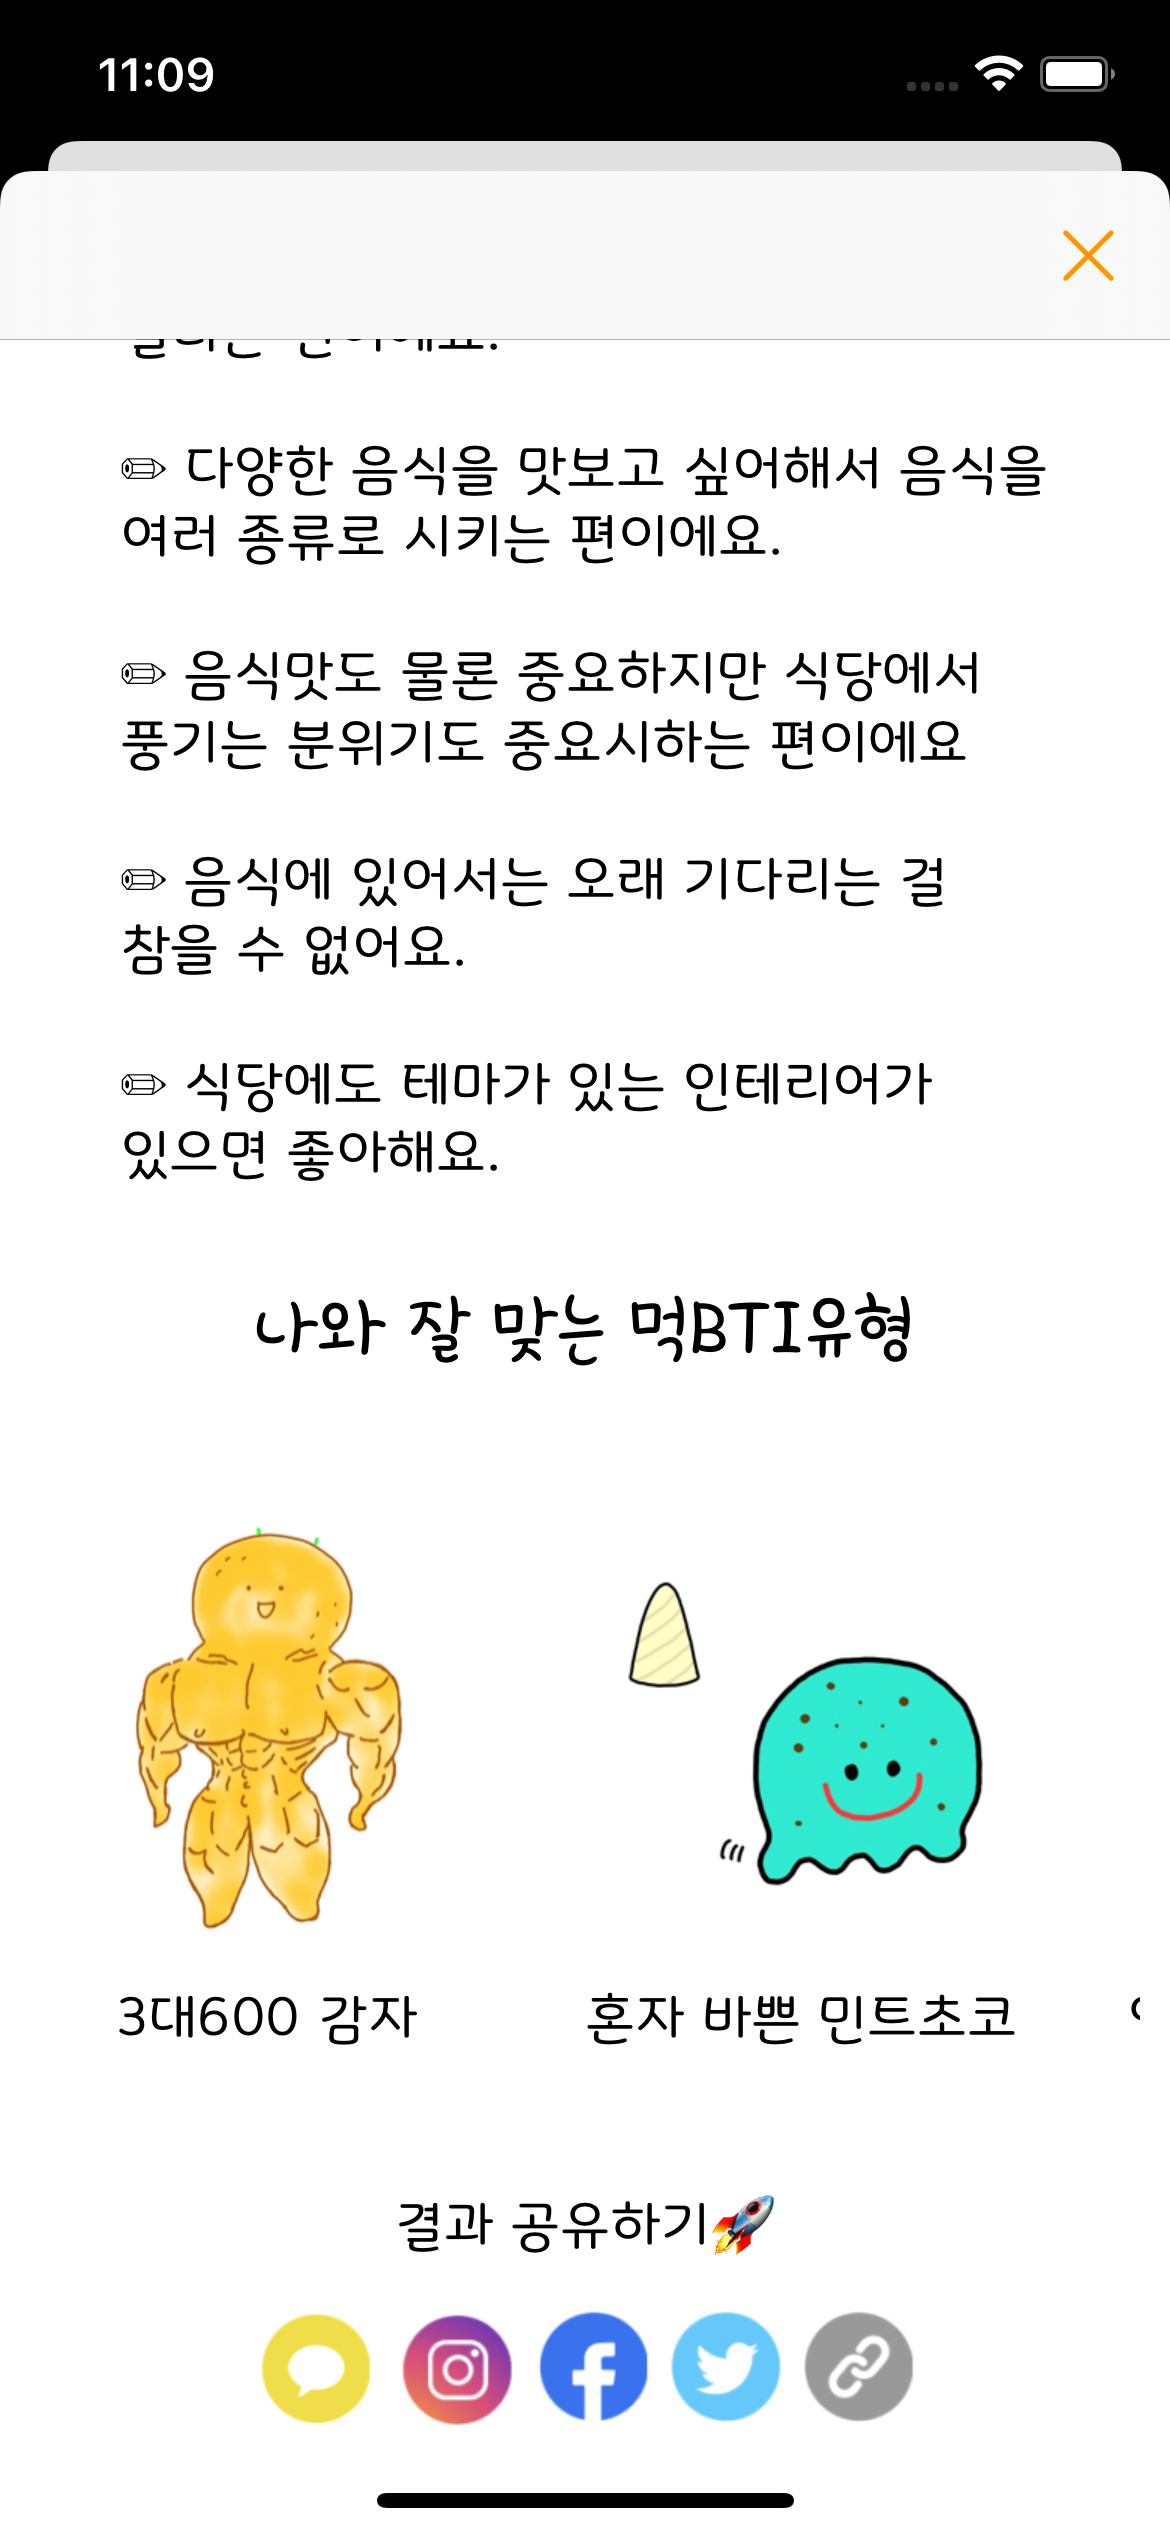 11:09
✏ 다양한 음식을 맛보고 싶어해서 음식을
여러 종류로 시키는 편이에요.
✏ 음식맛도 물론 중요하지만 식당에서
풍기는 분위기도 중요시하는 편이에요
✏ 음식에 있어서는 오래 기다리는 걸
참을 수 없어요.
✏ 식당에도 테마가 있는 인테리어가
있으면 좋아해요.
나와 잘 맞는 먹BTI유형
3대600 감자
혼자 바쁜 민트초코
결과 공유하기🚀